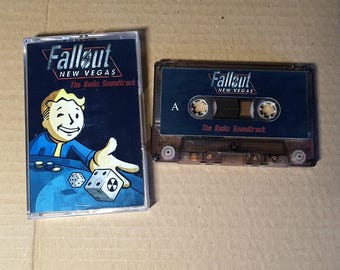 Fallout
NEW VEGAS
The Radio Soundtrack
Fallout
NEW VEGAS
A
The Radio Soundtrack